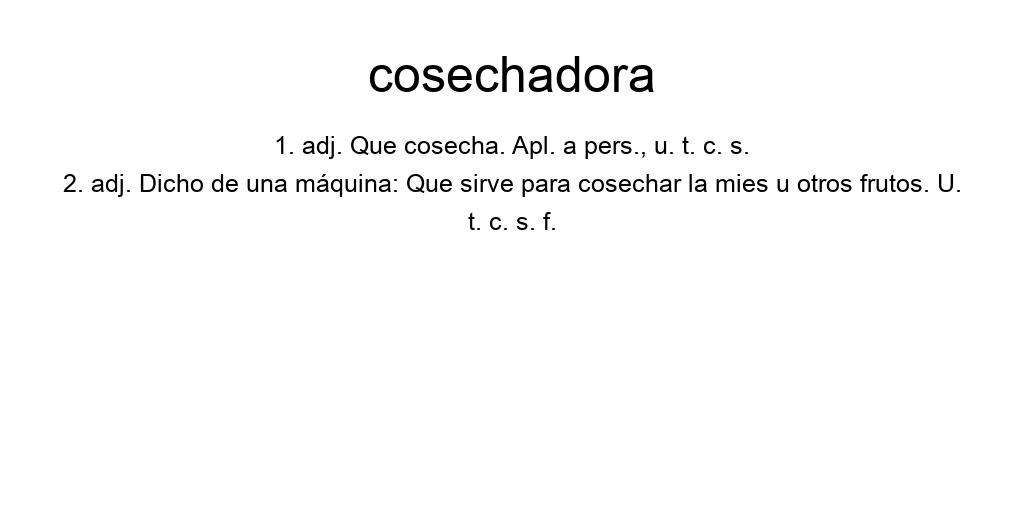 cosechadora
1. adj. Que cosecha. Apl. a pers., u. t. c. s.
2. adj. Dicho de una máquina: Que sirve para cosechar la mies u otros frutos. U.
t. c. s. f.